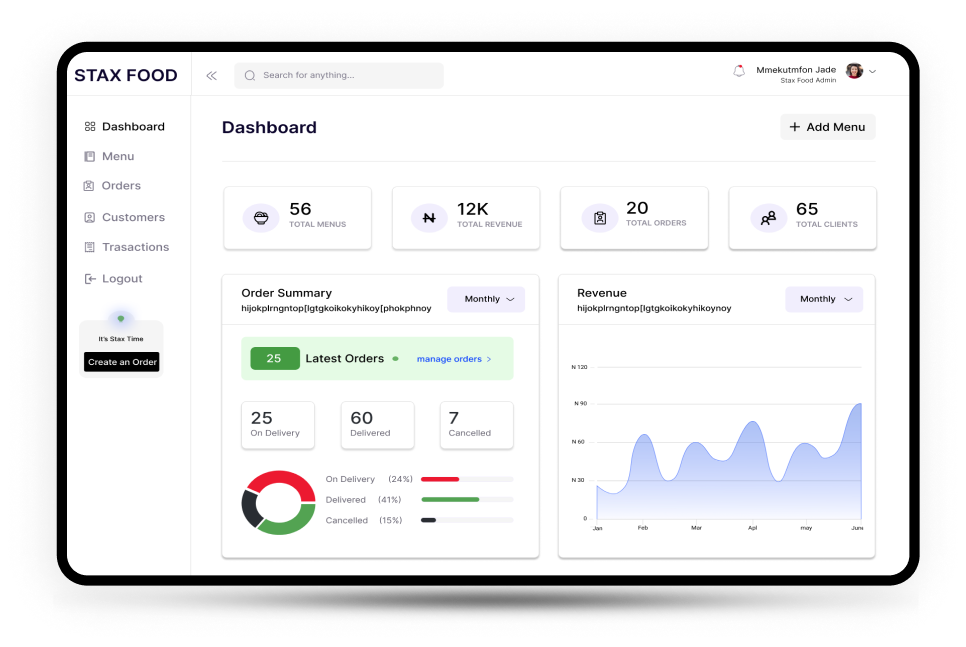 STAX FOOD
Search for anything...
Mmekutmfon Jade
Stax Food Admin
Dashboard
Menu
Orders
Customers
Trasactions
Logout
It's Stax Time
Create an Order
Dashboard
+ Add Menu
56
TOTAL MENUS
12K
TOTAL REVENUE
20
TOTAL ORDERS
65
TOTAL CLIENTS
Order Summary
hijokplrngntop[lgtgkoikokyhikoy[phokphnoy
Monthly
25 Latest Orders
manage orders >
25
On Delivery
60
Delivered
7
Cancelled
On Delivery (24%)
Delivered (41%)
Cancelled (15%)
Revenue
hijokplrngntop[lgtgkoikokyhikoynoy
Monthly
N 120
N 90
N 60
N 30
0
Jan Feb Mar Apl may June